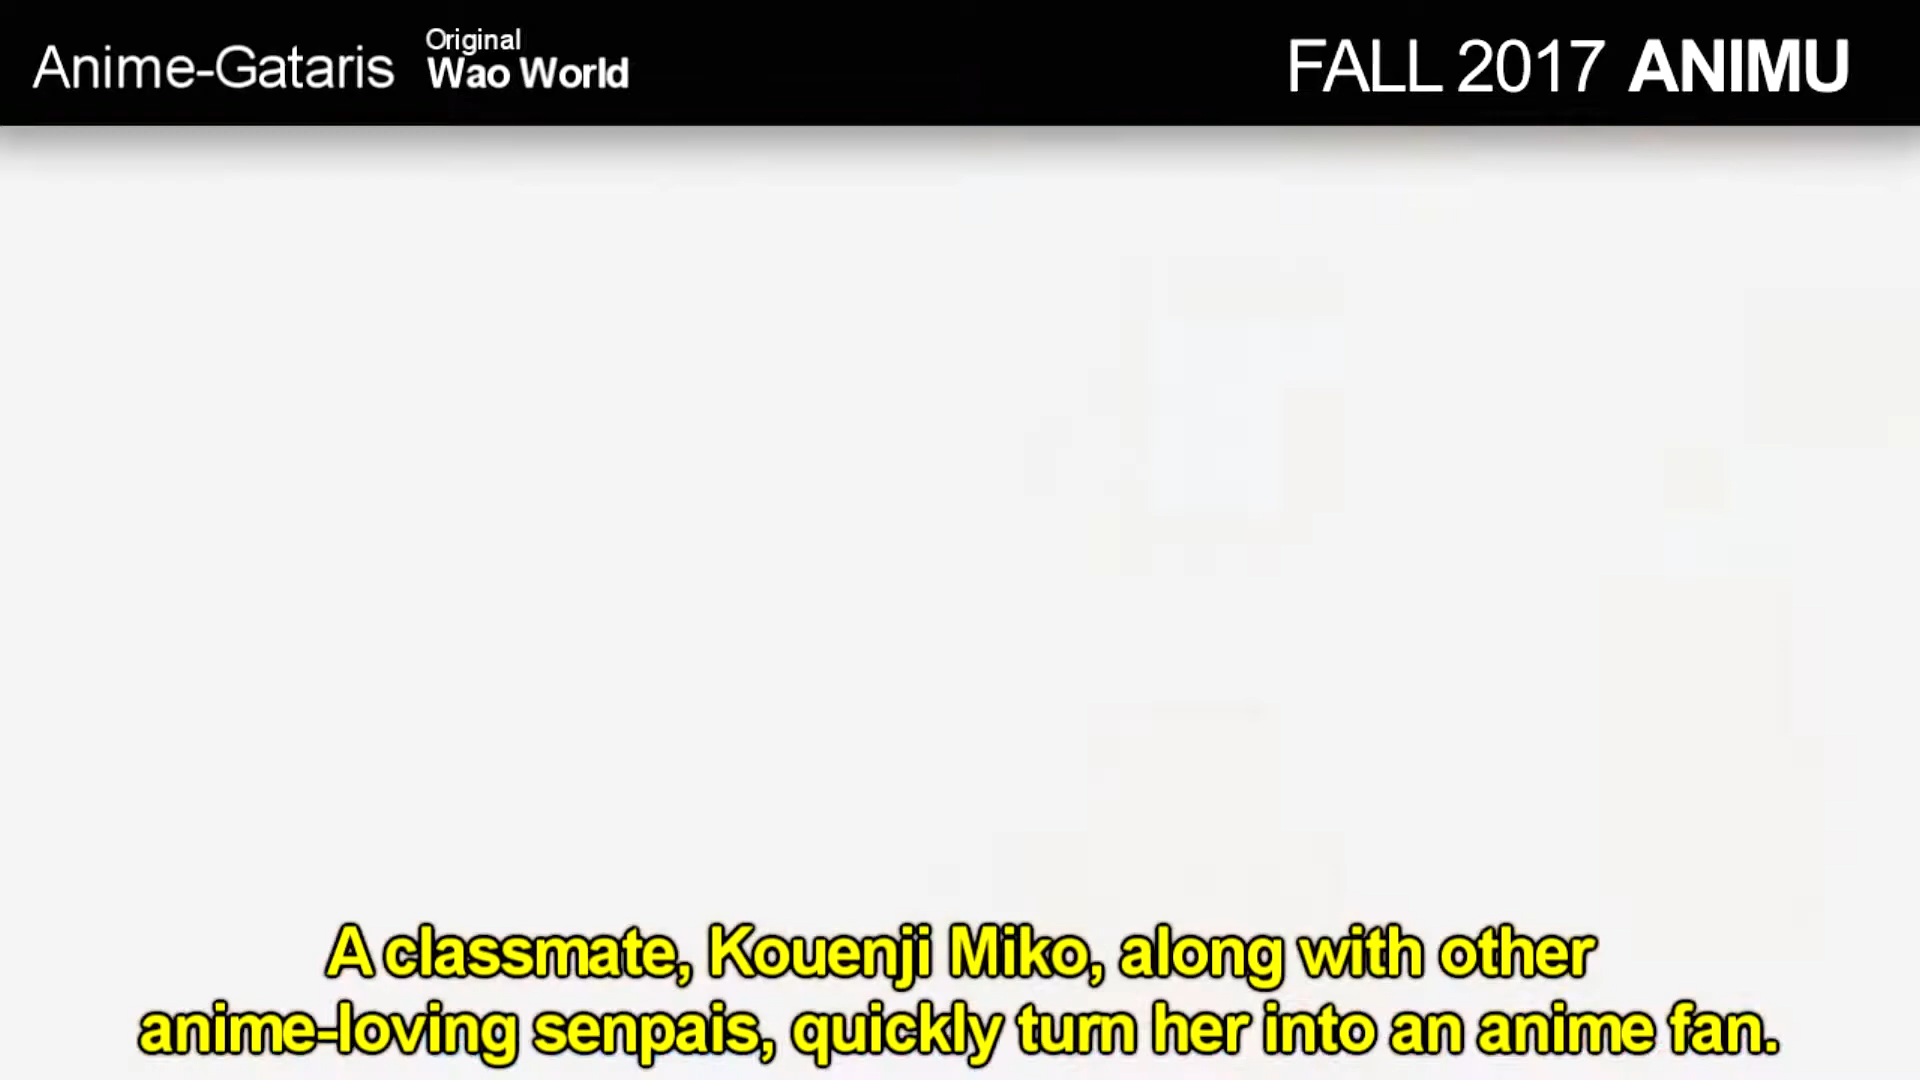 Anime-Gataris
Original
Wao World
FALL 2017 ANIMU
A classmate, Kouenji Miko, along with other
anime-loving senpais, quickly turn her into an anime fan.